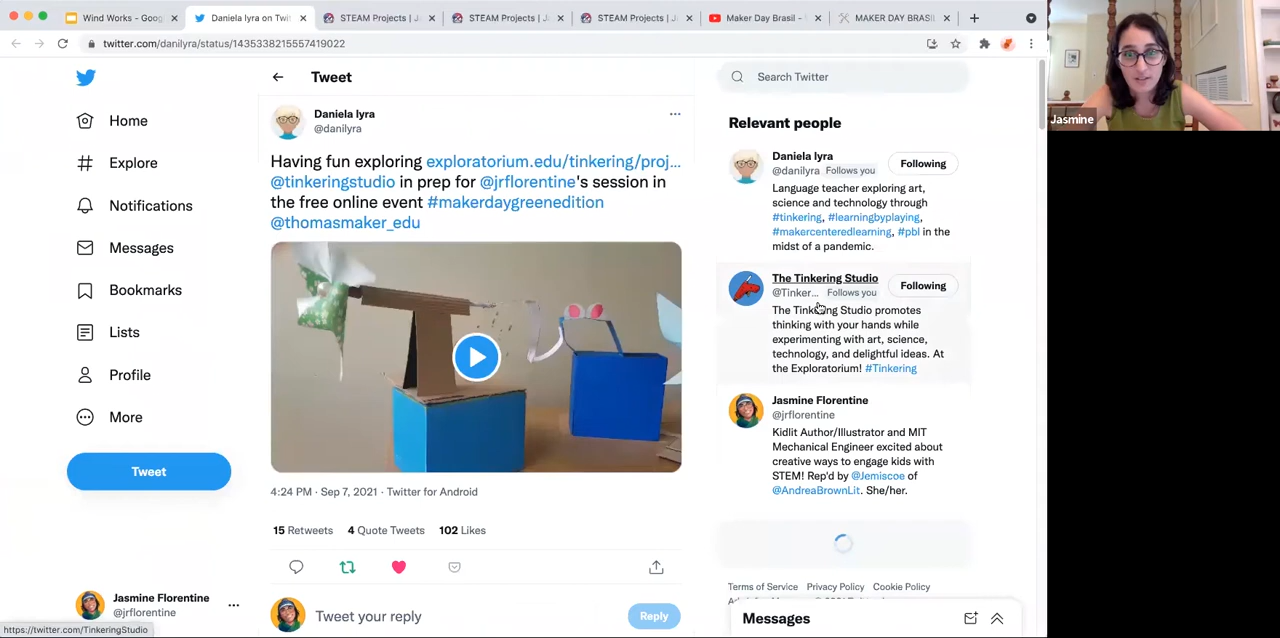 Wind Works - Goog
Daniela lyra on Twit
STEAM Projects | J
STEAM Projects | J
STEAM Projects | J
Maker Day Brasil -
MAKER DAY BRASIL
twitter.com/danilyra/status/1435338215557419022
Home
Explore
Notifications
Messages
Bookmarks
Lists
Profile
More
Tweet
Jasmine Florentine
@jrflorentine
https://twitter.com/TinkeringStudio
Tweet
Daniela lyra
@danilyra
Having fun exploring exploratorium.edu/tinkering/proj...
@tinkeringstudio in prep for @jrflorentine's session in
the free online event #makerdaygreenedition
@thomasmaker_edu
4:24 PM · Sep 7, 2021 · Twitter for Android
15 Retweets 4 Quote Tweets 102 Likes
Tweet your reply
Reply
Search Twitter
Relevant people
Daniela lyra
@danilyra Follows you
Following
Language teacher exploring art,
science and technology through
#tinkering, #learningbyplaying,
#makercenteredlearning, #pbl in the
midst of a pandemic.
The Tinkering Studio
@Tinker... Follows you
Following
The Tinkering Studio promotes
thinking with your hands while
experimenting with art, science,
technology, and delightful ideas. At
the Exploratorium! #Tinkering
Jasmine Florentine
@jrflorentine
Kidlit Author/Illustrator and MIT
Mechanical Engineer excited about
creative ways to engage kids with
STEM! Rep'd by @Jemiscoe of
@AndreaBrownLit. She/her.
Terms of Service Privacy Policy Cookie Policy
Messages
Jasmine